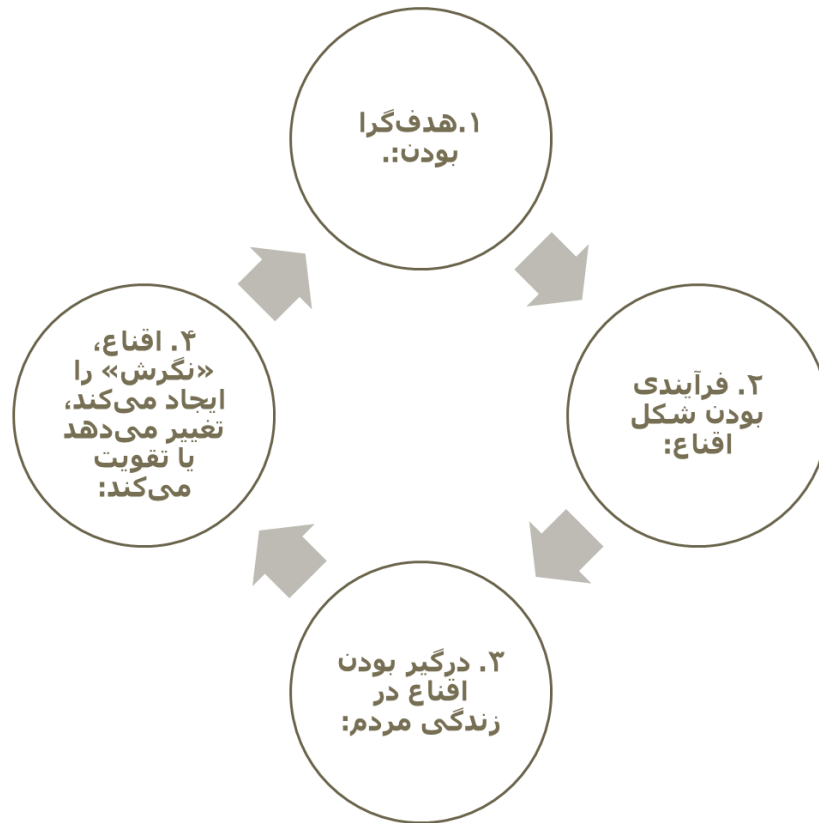 ۱.هدف‌گرا
بودن:.
۲. فرآیندی
بودن شکل
اقناع:
۳. درگیر بودن
اقناع در
زندگی مردم:
۴. اقناع،
«نگرش» را
ایجاد می‌کند،
تغییر می‌دهد
یا تقویت
می‌کند: